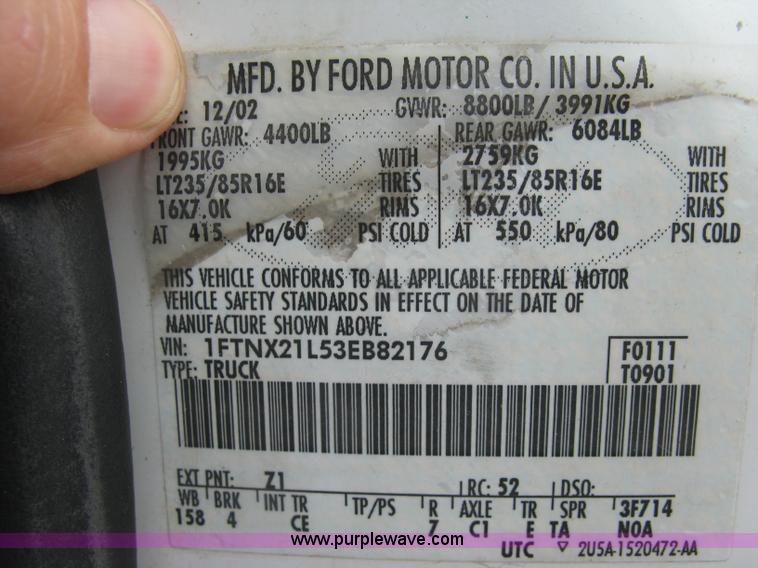 MFD. BY FORD MOTOR CO. IN U.S.A.
12/02 GVWR: 8800LB/ 3991KG
FRONT GAWR: 4400LB REAR GAWR: 6084LB
1995KG WITH 2759KG WITH
LT235/85R16E TIRES LT235/85R16E TIRES
16X7.0K RIMS 16X7.0K RIMS
AT 415 kPa/60 PSI COLD AT 550 kPa/80 PSI COLD
THIS VEHICLE CONFORMS TO ALL APPLICABLE FEDERAL MOTOR
VEHICLE SAFETY STANDARDS IN EFFECT ON THE DATE OF
MANUFACTURE SHOWN ABOVE.
VIN: 1FTNX21L53EB82176 F0111
TYPE: TRUCK T0901
EXT PNT: Z1 RC: 52 DSO:
WB BRK INT TR TP/PS R AXLE TR SPR 3F714
158 4 CE 7 C1 E TA N0A
www.purplewave.com UTC ▽ 2U5A-1520472-AA